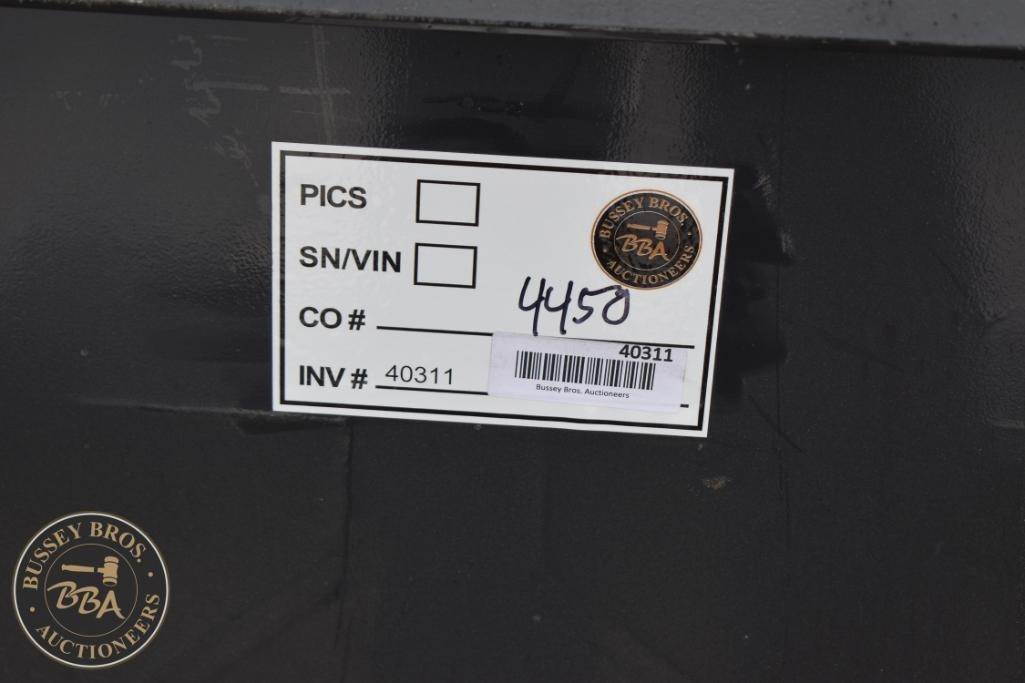 PICS
SN/VIN
CO #
INV # 40311
BUSSEY BROS.
BBA
AUCTIONEERS
4450
40311
Bussey Bros. Auctioneers
BUSSEY BROS.
BBA
AUCTIONEERS